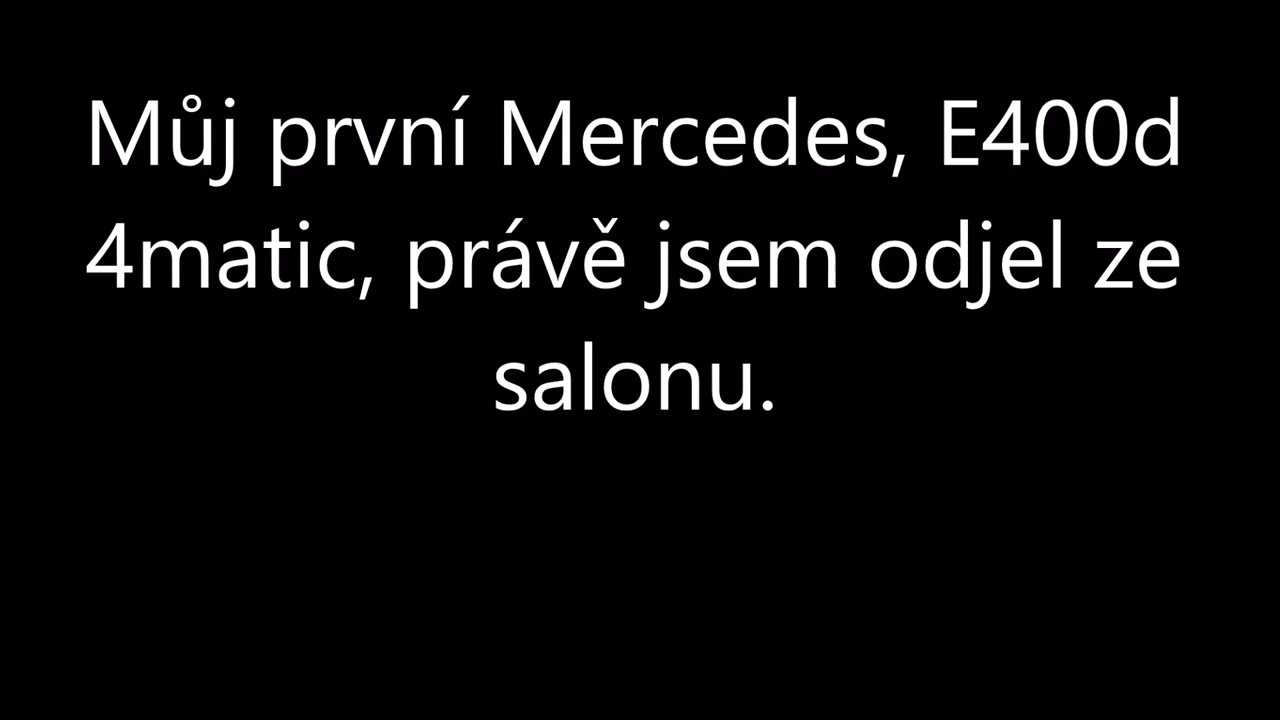 Můj první Mercedes, E400d
4matic, právě jsem odjel ze
salonu.